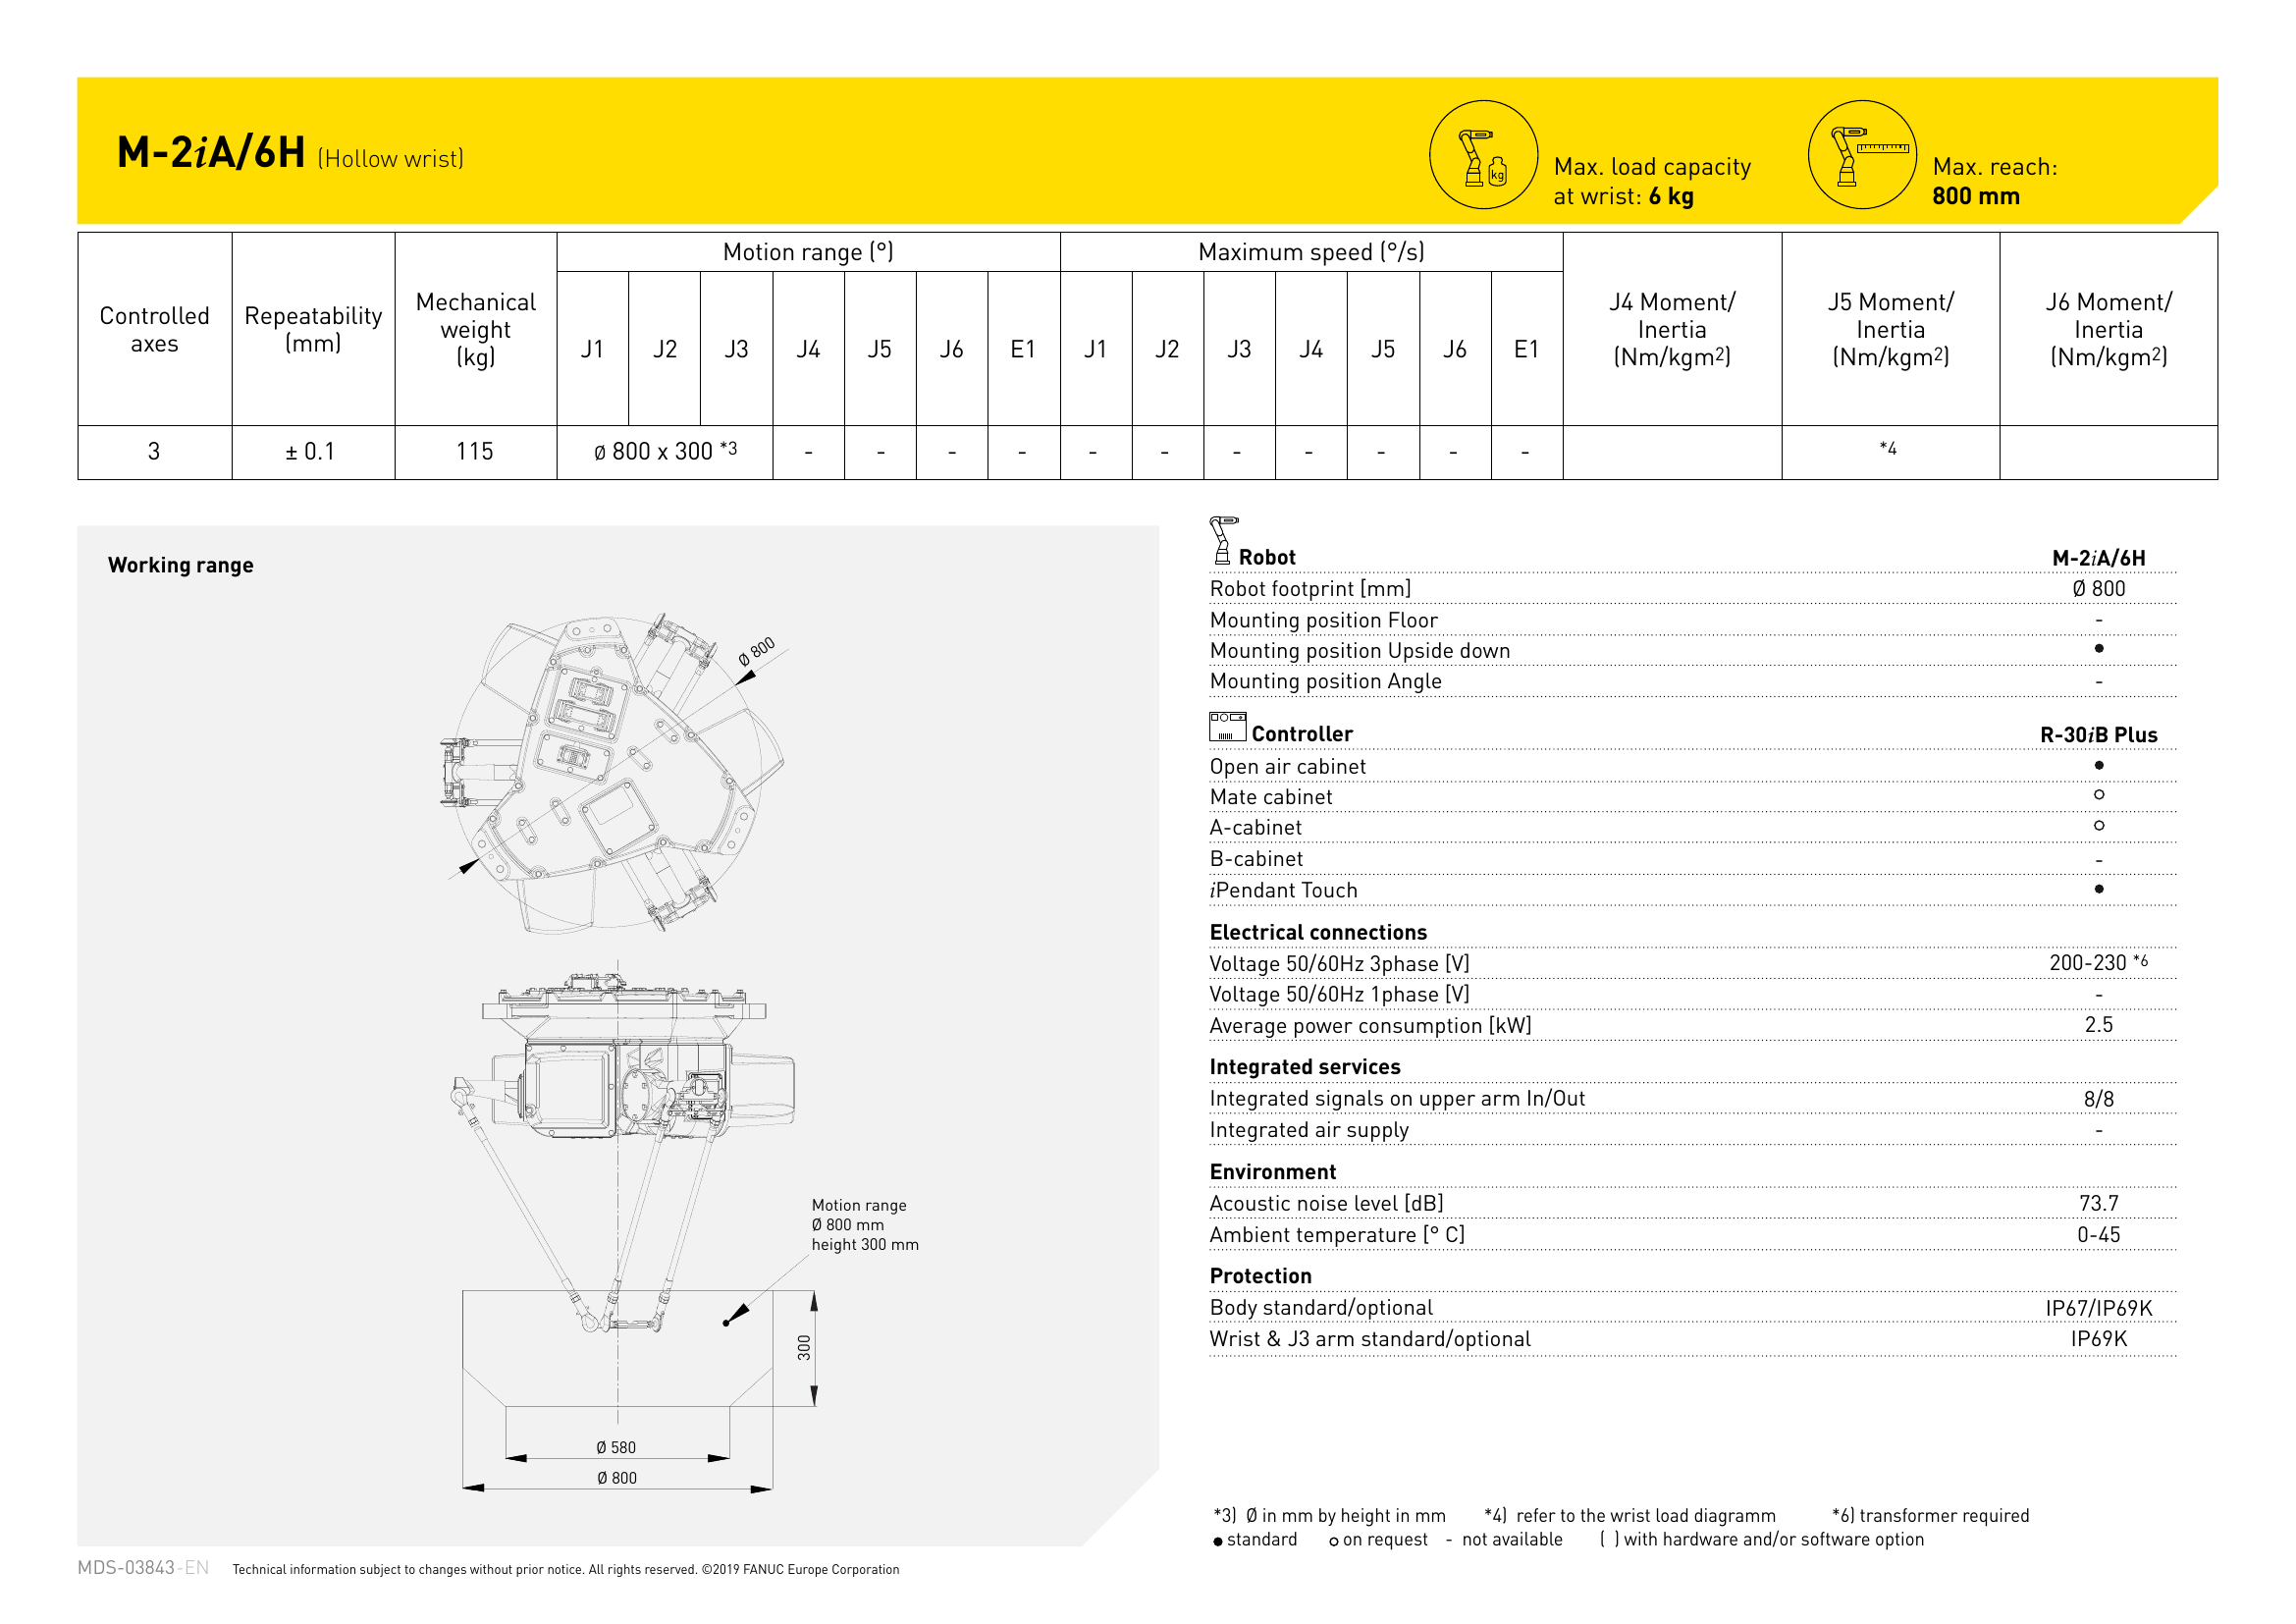 M-2iA/6H (Hollow wrist)
Max. load capacity
at wrist: 6 kg
Max. reach:
800 mm
Controlled
axes
Repeatability
(mm)
Mechanical
weight
(kg)
Motion range (°)
Maximum speed (°/s)
J4 Moment/
Inertia
(Nm/kgm²)
J5 Moment/
Inertia
(Nm/kgm²)
J6 Moment/
Inertia
(Nm/kgm²)
J1 J2 J3 J4 J5 J6 E1 J1 J2 J3 J4 J5 J6 E1
3 ± 0.1 115 Ø 800 x 300 *3 - - - - - - - - - - - *4
Working range
Ø 800
Motion range
Ø 800 mm
height 300 mm
300
Ø 580
Ø 800
Robot M-2iA/6H
Robot footprint [mm] Ø 800
Mounting position Floor -
Mounting position Upside down ●
Mounting position Angle -
Controller R-30iB Plus
Open air cabinet ●
Mate cabinet ○
A-cabinet ○
B-cabinet -
iPendant Touch ●
Electrical connections
Voltage 50/60Hz 3phase [V] 200-230 *6
Voltage 50/60Hz 1phase [V] -
Average power consumption [kW] 2.5
Integrated services
Integrated signals on upper arm In/Out 8/8
Integrated air supply -
Environment
Acoustic noise level [dB] 73.7
Ambient temperature [° C] 0-45
Protection
Body standard/optional IP67/IP69K
Wrist & J3 arm standard/optional IP69K
*3) Ø in mm by height in mm *4) refer to the wrist load diagramm *6) transformer required
● standard ○ on request - not available ( ) with hardware and/or software option
MDS-03843-EN Technical information subject to changes without prior notice. All rights reserved. ©2019 FANUC Europe Corporation
kg